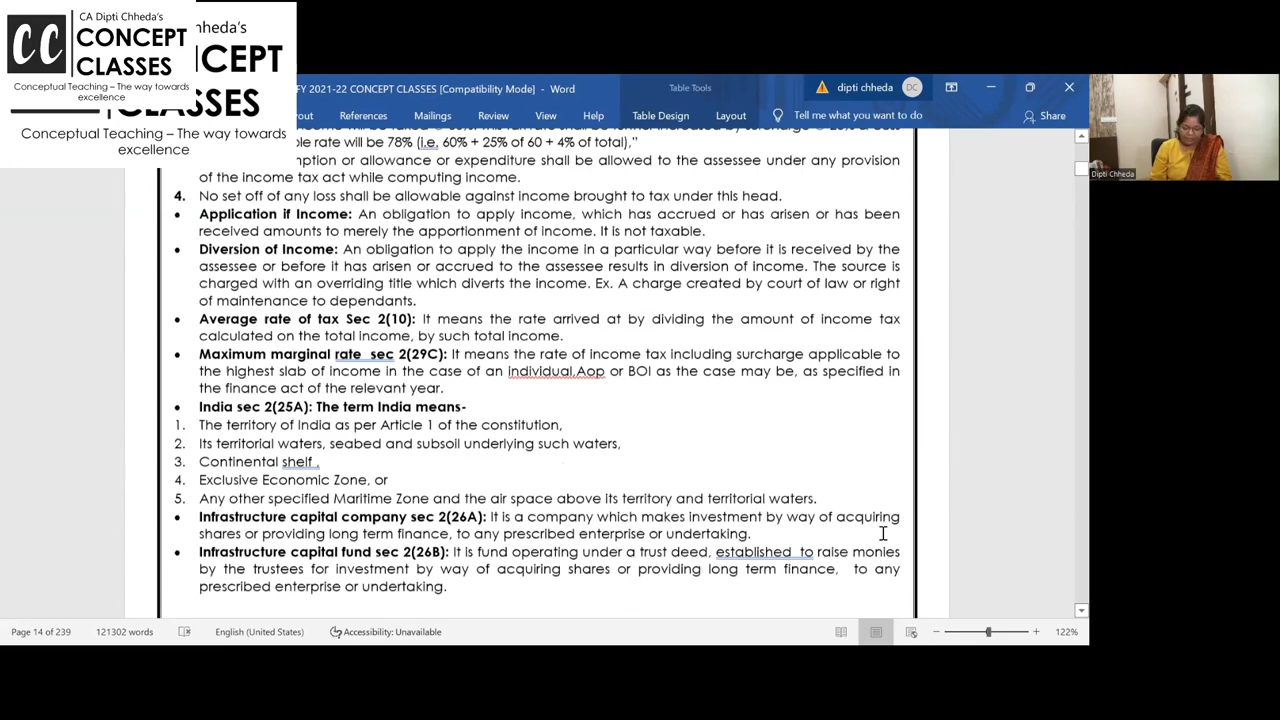 CA Dipti Chheda's
CONCEPT
CLASSES
Conceptual Teaching – The way towards
excellence
hheda's
CEPT
CLASSES
Conceptual Teaching – The way towards
excellence
FY 2021-22 CONCEPT CLASSES [Compatibility Mode] - Word
Table Tools
dipti chheda
DC
References
Mailings
Review
View
Help
Table Design
Layout
Tell me what you want to do
Share
ble rate will be 78% (i.e. 60% + 25% of 60 + 4% of total),"
mption or allowance or expenditure shall be allowed to the assessee under any provision
of the income tax act while computing income.
4. No set off of any loss shall be allowable against income brought to tax under this head.
• Application if Income: An obligation to apply income, which has accrued or has arisen or has been
received amounts to merely the apportionment of income. It is not taxable.
• Diversion of Income: An obligation to apply the income in a particular way before it is received by the
assessee or before it has arisen or accrued to the assessee results in diversion of income. The source is
charged with an overriding title which diverts the income. Ex. A charge created by court of law or right
of maintenance to dependants.
• Average rate of tax Sec 2(10): It means the rate arrived at by dividing the amount of income tax
calculated on the total income, by such total income.
• Maximum marginal rate sec 2(29C): It means the rate of income tax including surcharge applicable to
the highest slab of income in the case of an individual,Aop or BOI as the case may be, as specified in
the finance act of the relevant year.
• India sec 2(25A): The term India means-
1. The territory of India as per Article 1 of the constitution,
2. Its territorial waters, seabed and subsoil underlying such waters,
3. Continental shelf ,
4. Exclusive Economic Zone, or
5. Any other specified Maritime Zone and the air space above its territory and territorial waters.
• Infrastructure capital company sec 2(26A): It is a company which makes investment by way of acquiring
shares or providing long term finance, to any prescribed enterprise or undertaking.
• Infrastructure capital fund sec 2(26B): It is fund operating under a trust deed, established to raise monies
by the trustees for investment by way of acquiring shares or providing long term finance, to any
prescribed enterprise or undertaking.
Page 14 of 239
121302 words
English (United States)
Accessibility: Unavailable
122%
Dipti Chheda